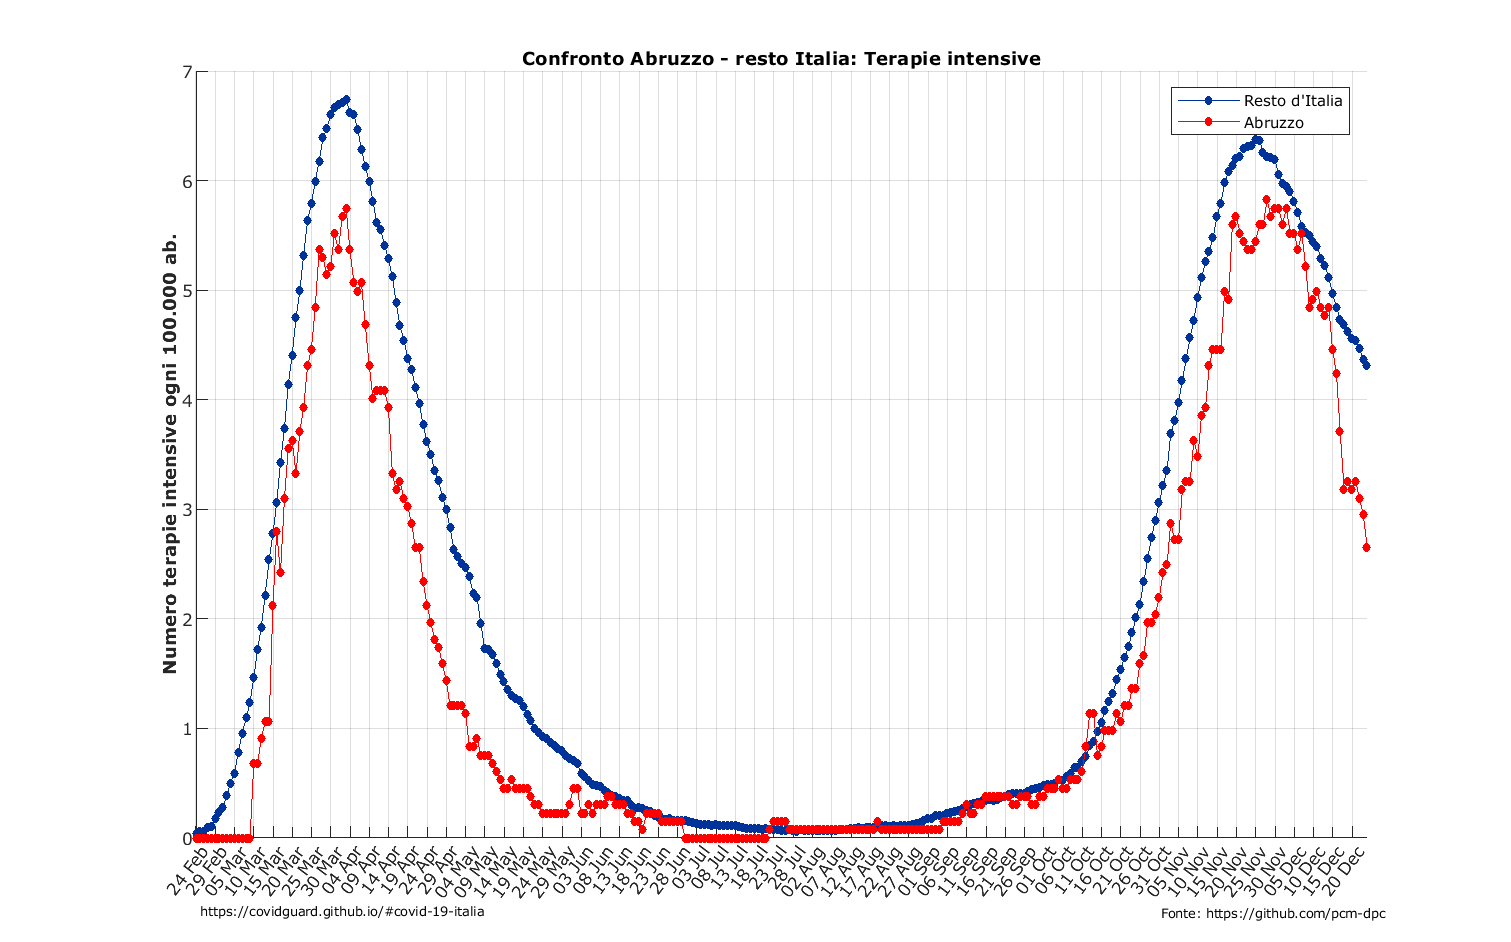 Confronto Abruzzo - resto Italia: Terapie intensive
Numero terapie intensive ogni 100.000 ab.
7
6
5
4
3
2
1
0
Resto d'Italia
Abruzzo
24 Feb
29 Feb
05 Mar
10 Mar
15 Mar
20 Mar
25 Mar
30 Mar
04 Apr
09 Apr
14 Apr
19 Apr
24 Apr
29 Apr
04 May
09 May
14 May
19 May
24 May
29 May
03 Jun
08 Jun
13 Jun
18 Jun
23 Jun
28 Jun
03 Jul
08 Jul
13 Jul
18 Jul
23 Jul
28 Jul
02 Aug
07 Aug
12 Aug
17 Aug
22 Aug
27 Aug
01 Sep
06 Sep
11 Sep
16 Sep
21 Sep
26 Sep
01 Oct
06 Oct
11 Oct
16 Oct
21 Oct
26 Oct
31 Oct
05 Nov
10 Nov
15 Nov
20 Nov
25 Nov
30 Nov
05 Dec
10 Dec
15 Dec
20 Dec
https://covidguard.github.io/#covid-19-italia
Fonte: https://github.com/pcm-dpc